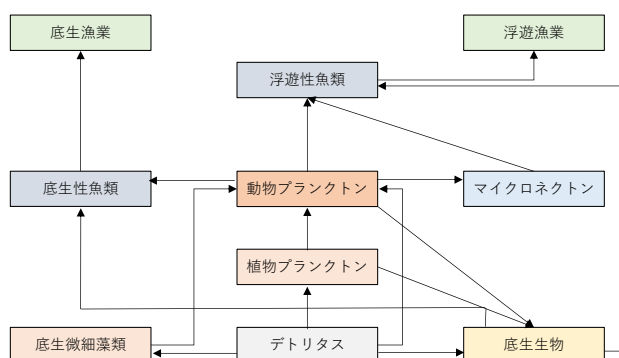 底生漁業
浮遊漁業
浮遊性魚類
底生性魚類
動物プランクトン
マイクロネクトン
植物プランクトン
底生微細藻類
デトリタス
底生生物